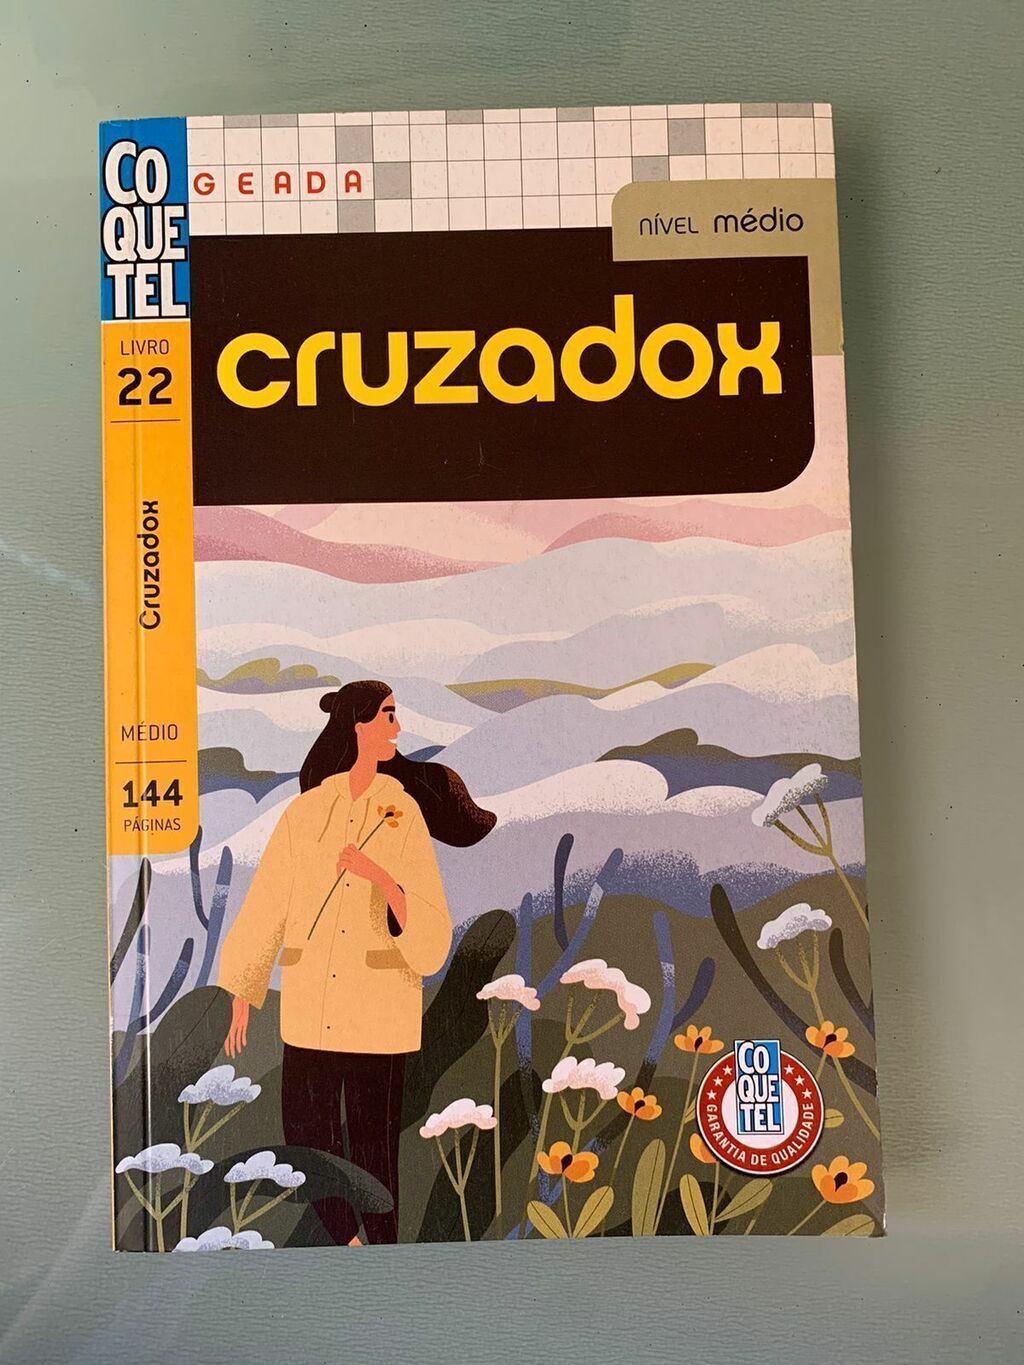 CO
QUE
TEL
GEADA
NÍVEL médio
cruzadox
LIVRO
22
Cruzadox
MÉDIO
144
PÁGINAS
CO
QUE
TEL
GARANTIA DE QUALIDADE